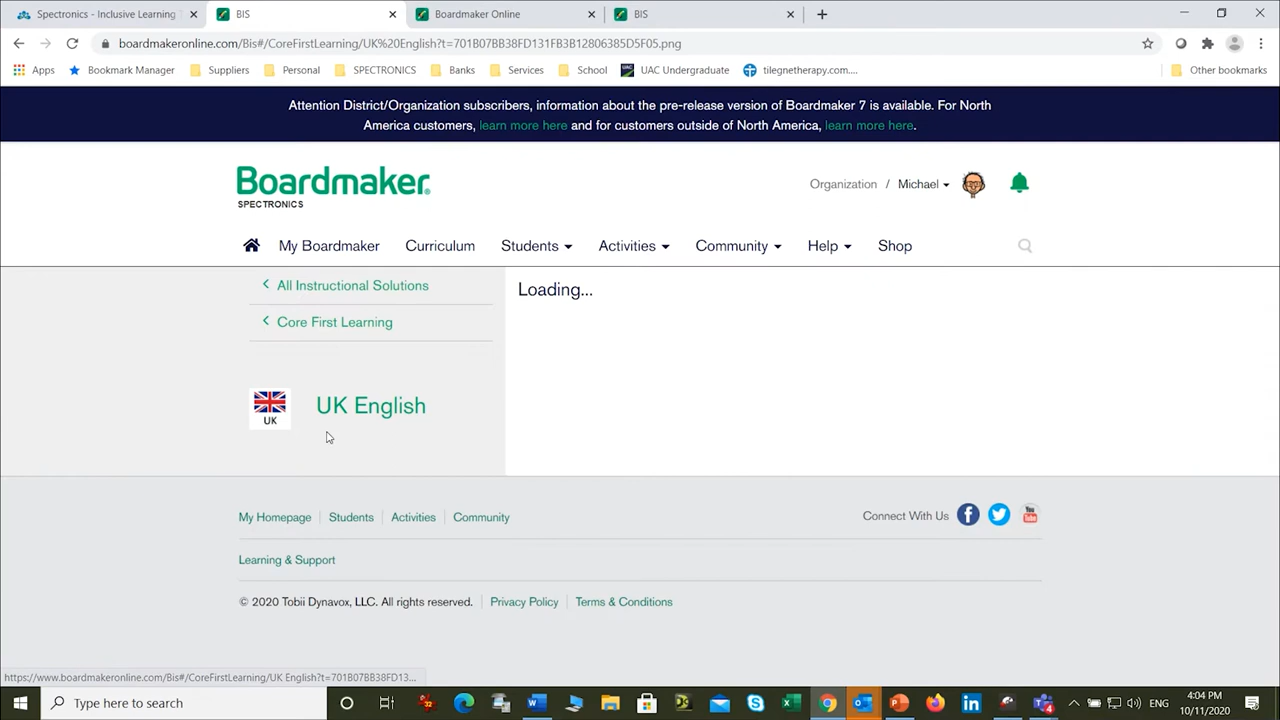 Spectronics - Inclusive Learning
BIS
Boardmaker Online
BIS
boardmakeronline.com/Bis#/CoreFirstLearning/UK%20English?t=701B07BB38FD131FB3B12806385D5F05.png
Apps
Bookmark Manager
Suppliers
Personal
SPECTRONICS
Banks
Services
School
UAC Undergraduate
tilegnetherapy.com....
Other bookmarks
Attention District/Organization subscribers, information about the pre-release version of Boardmaker 7 is available. For North
America customers, learn more here and for customers outside of North America, learn more here.
Boardmaker®
SPECTRONICS
Organization / Michael
My Boardmaker
Curriculum
Students
Activities
Community
Help
Shop
All Instructional Solutions
Core First Learning
Loading...
UK
UK English
My Homepage
Students
Activities
Community
Connect With Us
You
Tube
Learning & Support
© 2020 Tobii Dynavox, LLC. All rights reserved.
Privacy Policy
Terms & Conditions
https://www.boardmakeronline.com/Bis#/CoreFirstLearning/UK English?t=701B07BB38FD13...
Type here to search
ENG
4:04 PM
10/11/2020